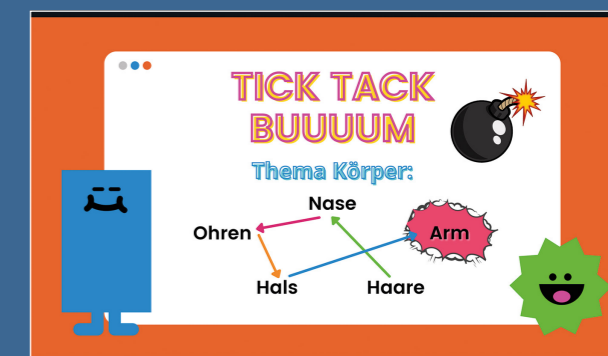 TICK TACK
BUUUUM
Thema Körper:
Nase
Ohren
Arm
Hals
Haare